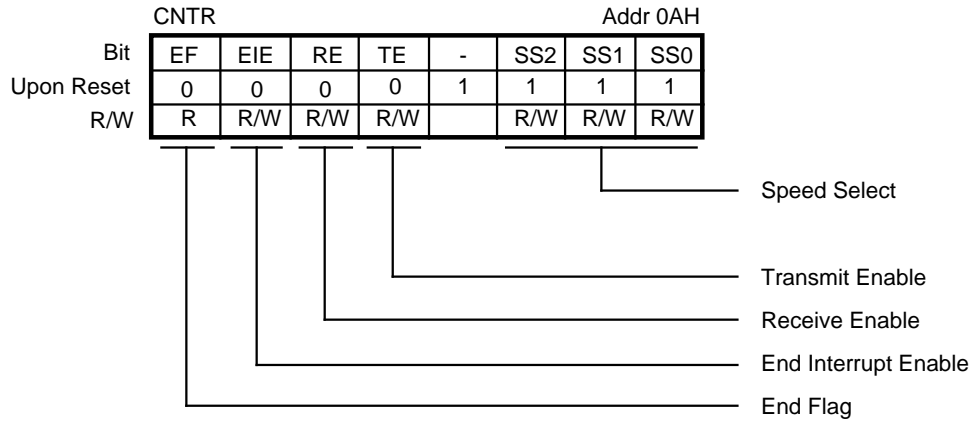 CNTR Addr 0AH
Bit EF EIE RE TE - SS2 SS1 SS0
Upon Reset 0 0 0 0 1 1 1 1
R/W R R/W R/W R/W R/W R/W R/W
Speed Select
Transmit Enable
Receive Enable
End Interrupt Enable
End Flag